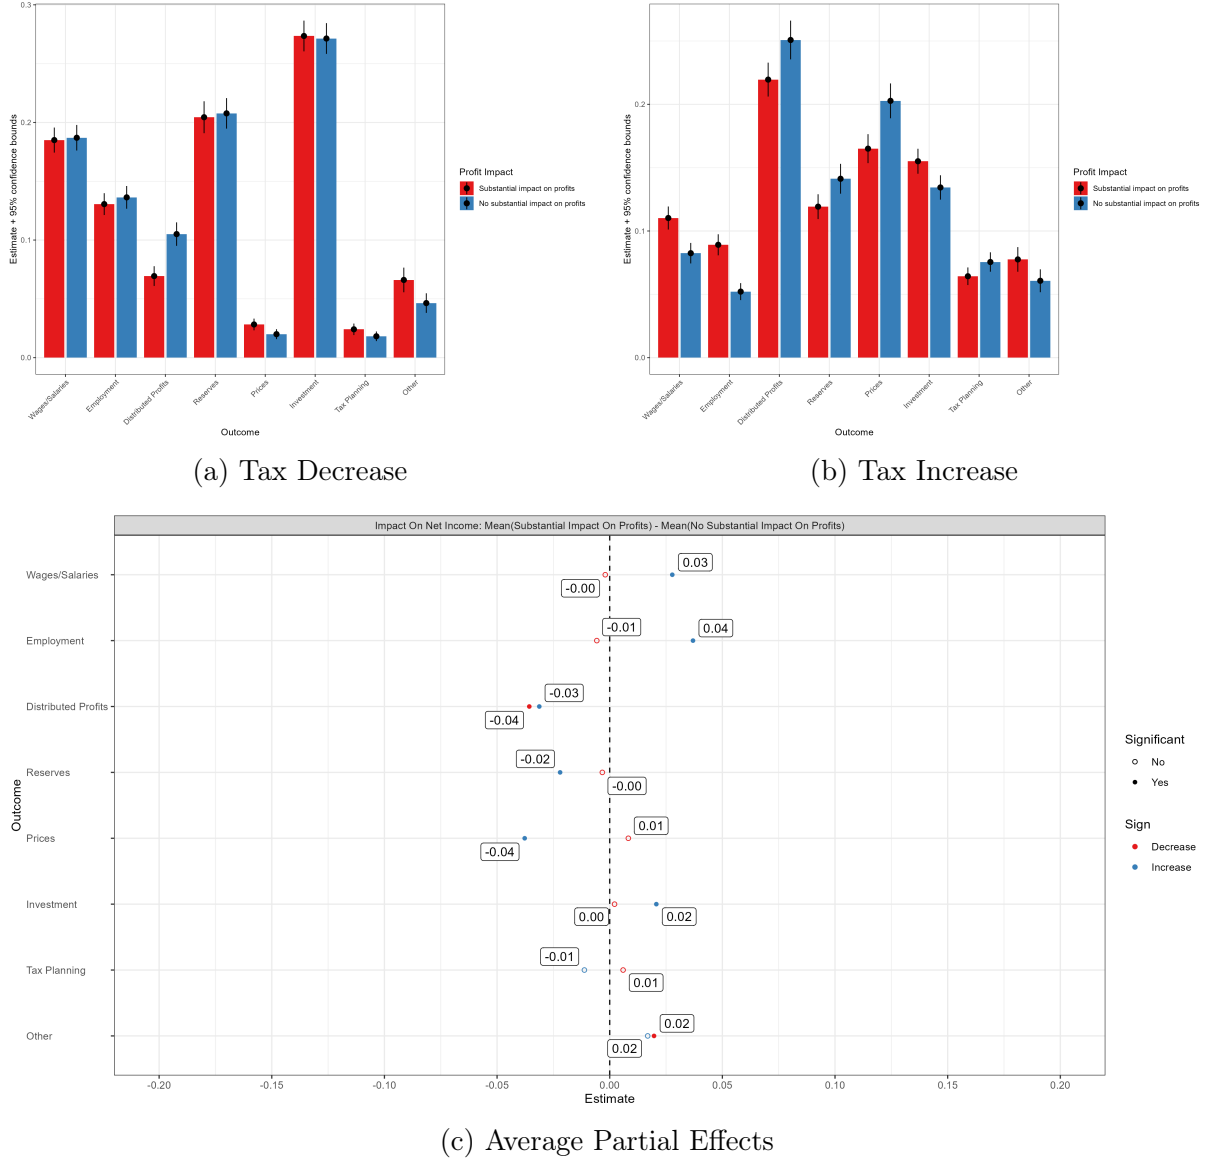 0.3
0.2
0.1
0.0
Estimate + 95% confidence bounds
Wages/Salaries
Employment
Distributed Profits
Reserves
Prices
Investment
Tax Planning
Other
Outcome
Profit Impact
Substantial impact on profits
No substantial impact on profits
(a) Tax Decrease
0.2
0.1
0.0
Estimate + 95% confidence bounds
Wages/Salaries
Employment
Distributed Profits
Reserves
Prices
Investment
Tax Planning
Other
Outcome
Profit Impact
Substantial impact on profits
No substantial impact on profits
(b) Tax Increase
Impact On Net Income: Mean(Substantial Impact On Profits) - Mean(No Substantial Impact On Profits)
Outcome
Wages/Salaries
-0.00
0.03
Employment
-0.01
0.04
Distributed Profits
-0.03
-0.04
Reserves
-0.02
-0.00
Prices
0.01
-0.04
Investment
0.00
0.02
Tax Planning
-0.01
0.01
Other
0.02
0.02
-0.20
-0.15
-0.10
-0.05
0.00
0.05
0.10
0.15
0.20
Estimate
Significant
No
Yes
Sign
Decrease
Increase
(c) Average Partial Effects